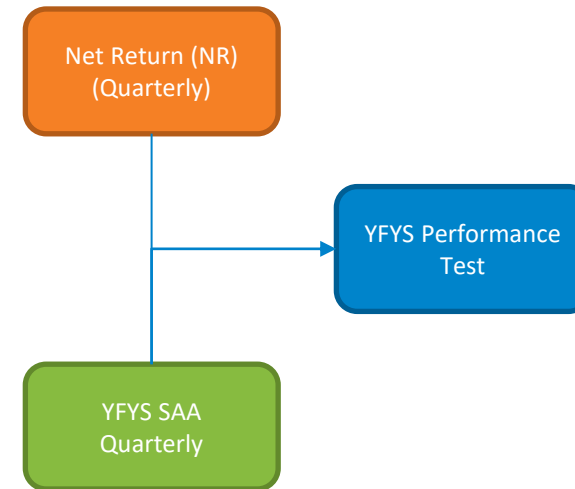 Net Return (NR)
(Quarterly)
YFYS Performance
Test
YFYS SAA
Quarterly